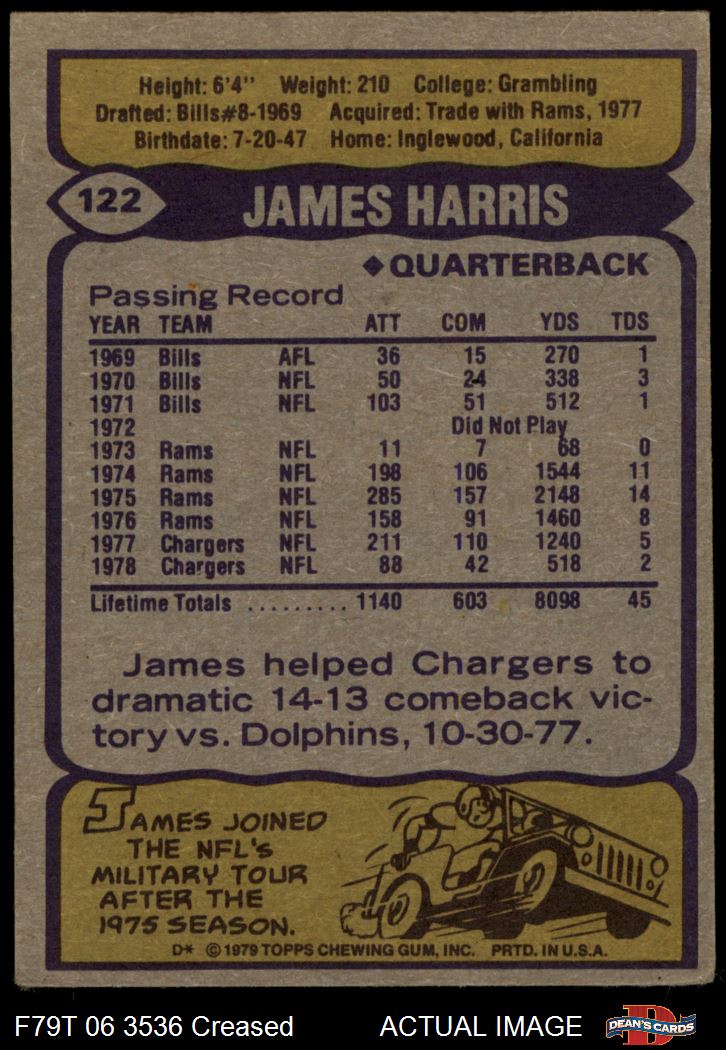 Height: 6'4" Weight: 210 College: Grambling
Drafted: Bills#8-1969 Acquired: Trade with Rams, 1977
Birthdate: 7-20-47 Home: Inglewood, California
122 JAMES HARRIS
◆QUARTERBACK
Passing Record
YEAR TEAM ATT COM YDS TDS
1969 Bills AFL 36 15 270 1
1970 Bills NFL 50 24 338 3
1971 Bills NFL 103 51 512 1
1972 Did Not Play
1973 Rams NFL 11 7 68 0
1974 Rams NFL 198 106 1544 11
1975 Rams NFL 285 157 2148 14
1976 Rams NFL 158 91 1460 8
1977 Chargers NFL 211 110 1240 5
1978 Chargers NFL 88 42 518 2
Lifetime Totals ......... 1140 603 8098 45
James helped Chargers to
dramatic 14-13 comeback vic-
tory vs. Dolphins, 10-30-77.
JAMES JOINED
THE NFL'S
MILITARY TOUR
AFTER THE
1975 SEASON.
D* © 1979 TOPPS CHEWING GUM, INC. PRTD. IN U.S.A.
F79T 06 3536 Creased ACTUAL IMAGE
D
DEAN'S CARDS